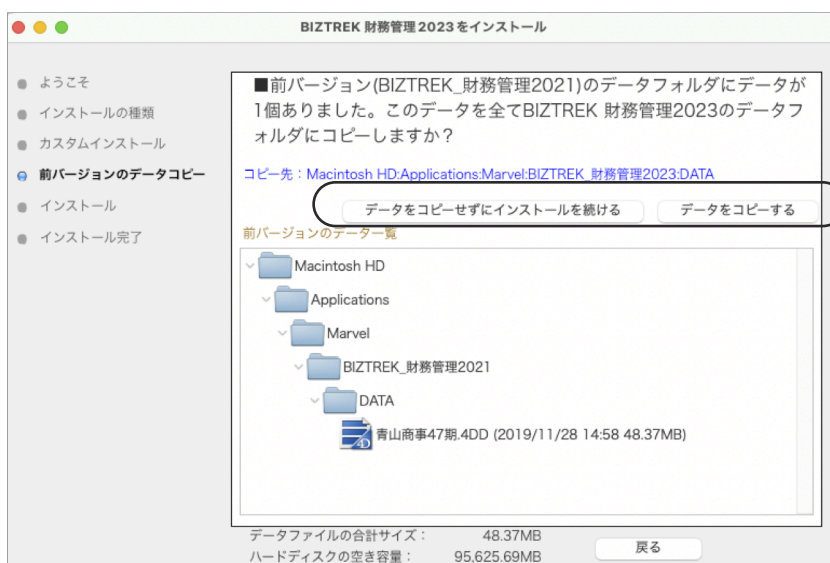 BIZTREK 財務管理2023をインストール
ようこそ
インストールの種類
カスタムインストール
前バージョンのデータコピー
インストール
インストール完了
■前バージョン(BIZTREK_財務管理2021)のデータフォルダにデータが
1個ありました。このデータを全てBIZTREK 財務管理2023のデータフ
ォルダにコピーしますか？
コピー先：Macintosh HD:Applications:Marvel:BIZTREK_財務管理2023:DATA
データをコピーせずにインストールを続ける
データをコピーする
前バージョンのデータ一覧
Macintosh HD
Applications
Marvel
BIZTREK_財務管理2021
DATA
青山商事47期.4DD (2019/11/28 14:58 48.37MB)
データファイルの合計サイズ： 48.37MB
ハードディスクの空き容量： 95,625.69MB
戻る